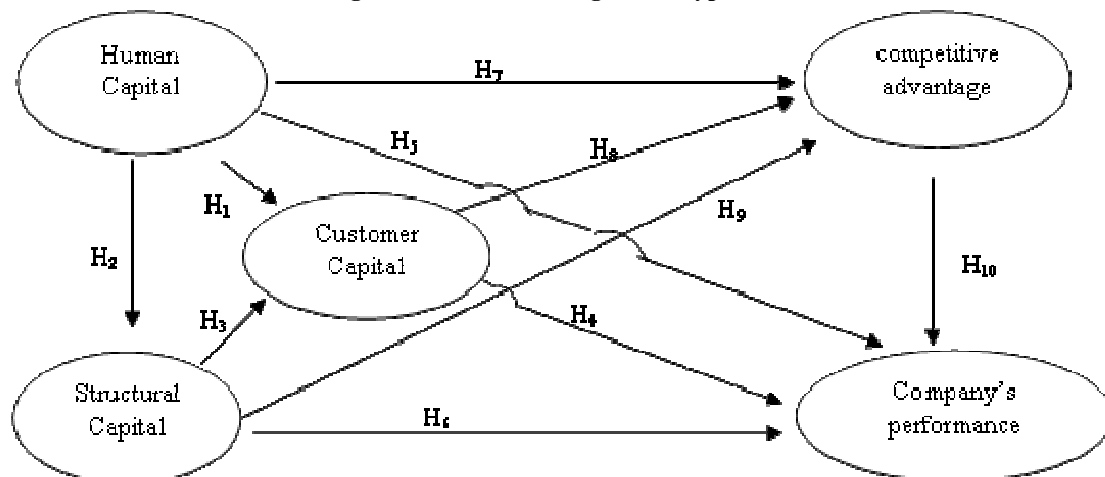 Human
Capital
H₇
competitive
advantage
H₅
H₈
H₁
H₉
Customer
Capital
H₂
H₁₀
H₃
H₄
Structural
Capital
H₆
Company's
performance